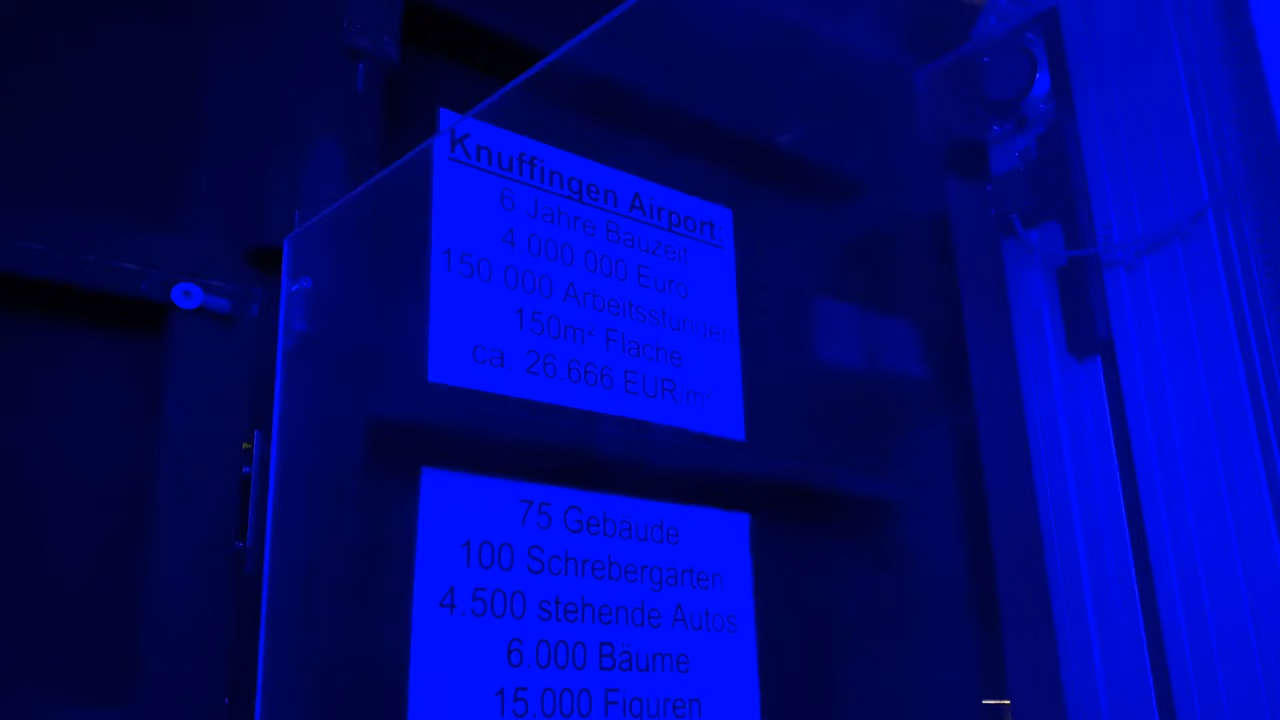 Knuffingen Airport:
6 Jahre Bauzeit
4 000 000 Euro
150 000 Arbeitsstunden
150m² Fläche
ca. 26.666 EUR/m²
75 Gebäude
100 Schrebergärten
4.500 stehende Autos
6.000 Bäume
15.000 Figuren